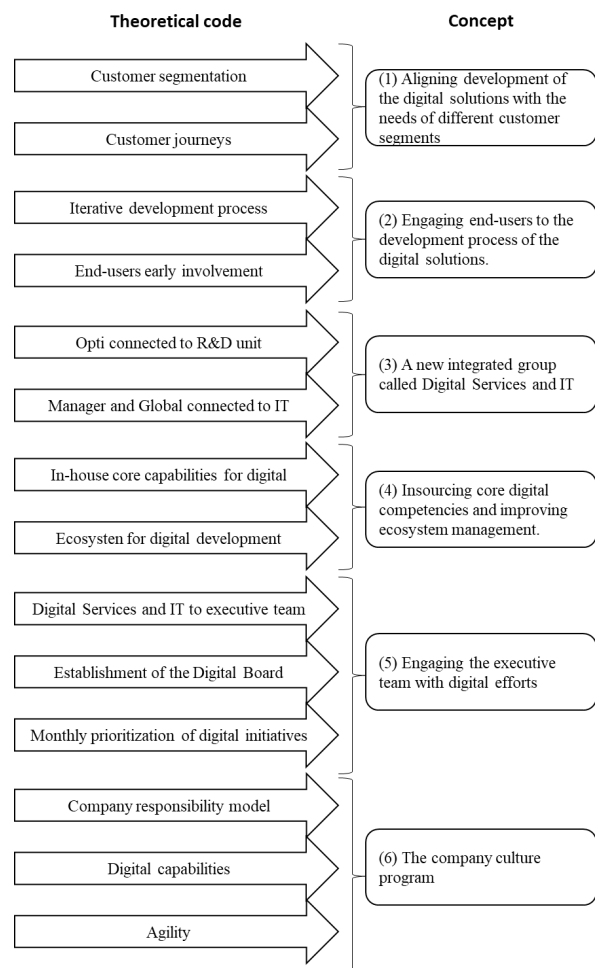 Theoretical code
Concept
Customer segmentation
Customer journeys
(1) Aligning development of
the digital solutions with the
needs of different customer
segments
Iterative development process
End-users early involvement
(2) Engaging end-users to the
development process of the
digital solutions.
Opti connected to R&D unit
Manager and Global connected to IT
(3) A new integrated group
called Digital Services and IT
In-house core capabilities for digital
Ecosysten for digital development
(4) Insourcing core digital
competencies and improving
ecosystem management.
Digital Services and IT to executive team
Establishment of the Digital Board
Monthly prioritization of digital initiatives
(5) Engaging the executive
team with digital efforts
Company responsibility model
Digital capabilities
Agility
(6) The company culture
program